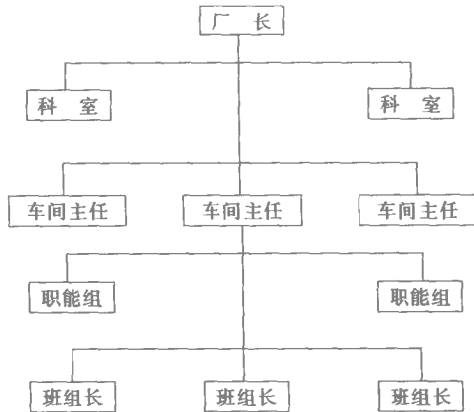 厂 长
科 室
科 室
车间主任
车间主任
车间主任
职能组
职能组
班组长
班组长
班组长